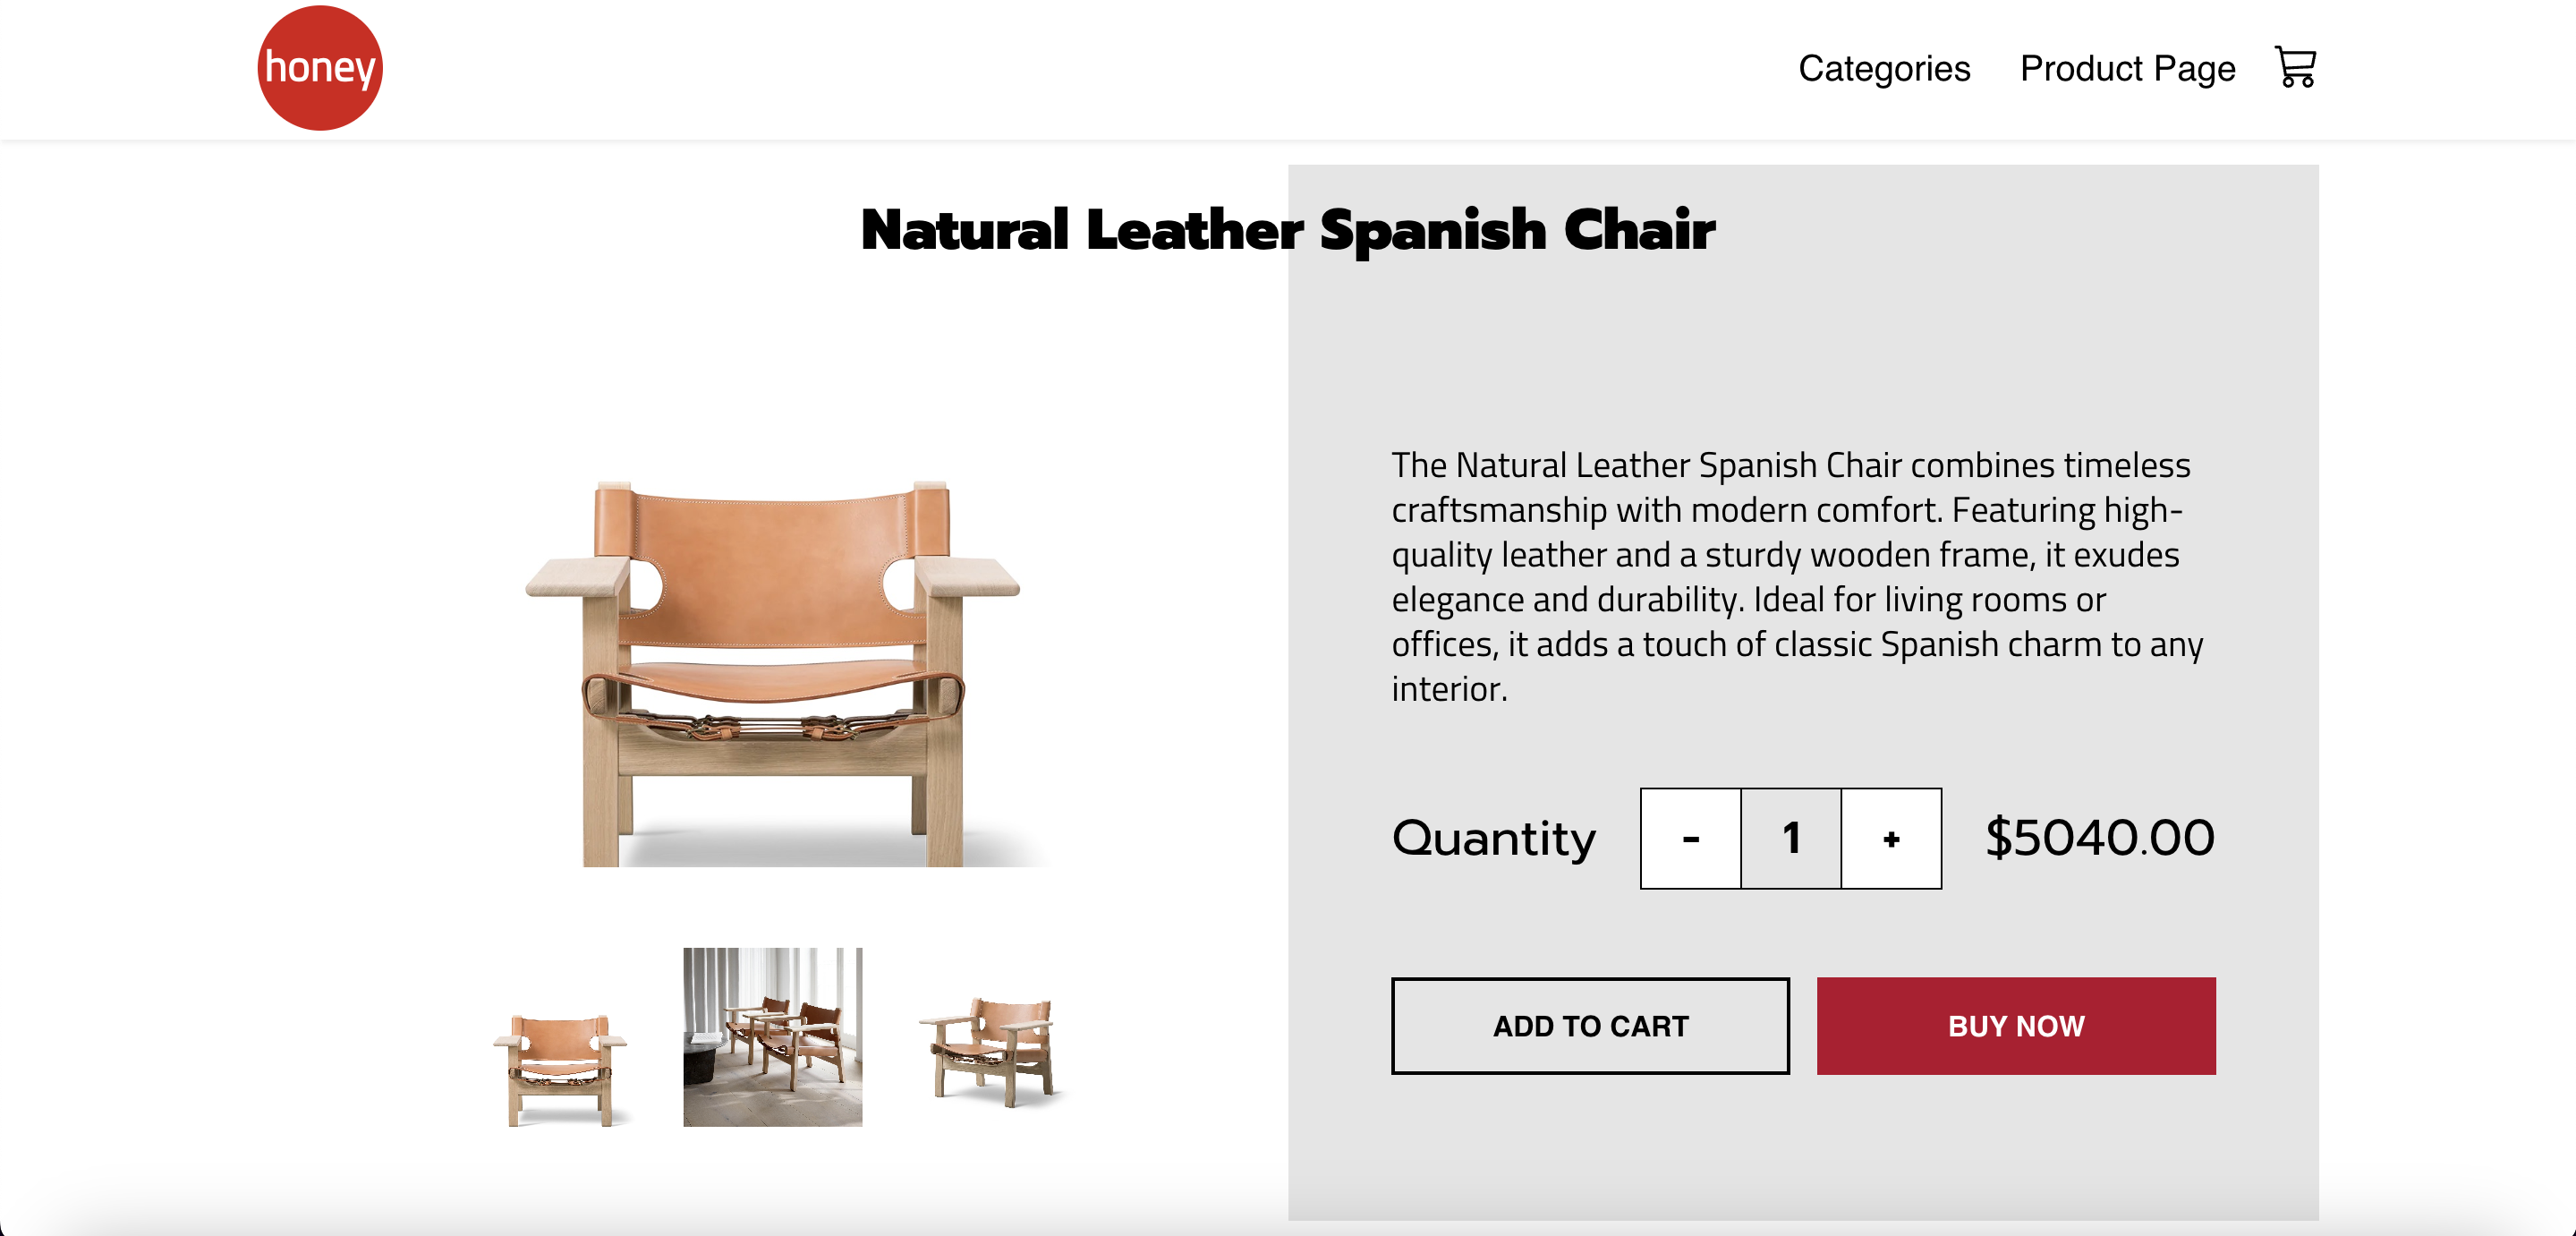 honey
Categories
Product Page
Natural Leather Spanish Chair
The Natural Leather Spanish Chair combines timeless
craftsmanship with modern comfort. Featuring high-
quality leather and a sturdy wooden frame, it exudes
elegance and durability. Ideal for living rooms or
offices, it adds a touch of classic Spanish charm to any
interior.
Quantity - 1 + $5040.00
ADD TO CART
BUY NOW